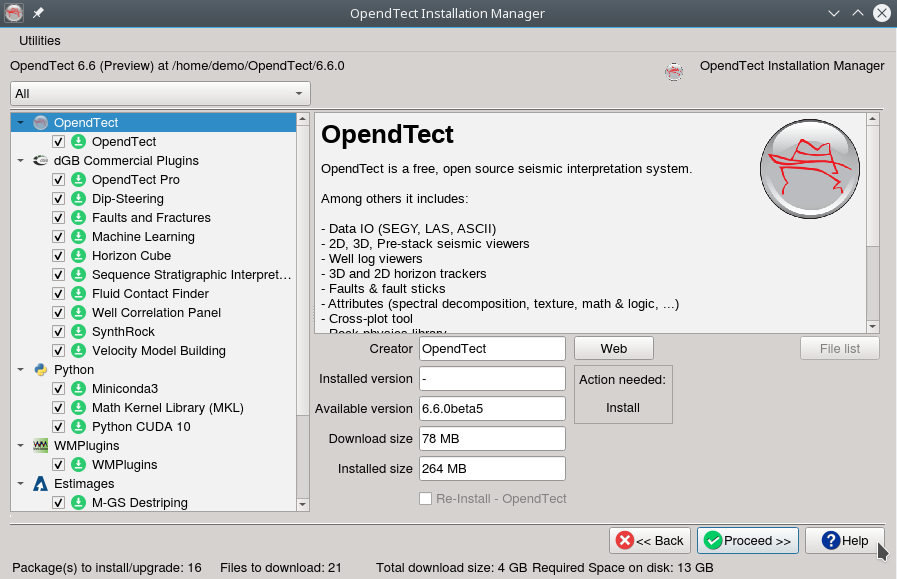 OpendTect Installation Manager
Utilities
OpendTect 6.6 (Preview) at /home/demo/OpendTect/6.6.0
OpendTect Installation Manager
All
OpendTect
OpendTect
dGB Commercial Plugins
OpendTect Pro
Dip-Steering
Faults and Fractures
Machine Learning
Horizon Cube
Sequence Stratigraphic Interpret...
Fluid Contact Finder
Well Correlation Panel
SynthRock
Velocity Model Building
Python
Miniconda3
Math Kernel Library (MKL)
Python CUDA 10
WMPlugins
WMPlugins
Estimages
M-GS Destriping
OpendTect
OpendTect is a free, open source seismic interpretation system.
Among others it includes:
- Data IO (SEGY, LAS, ASCII)
- 2D, 3D, Pre-stack seismic viewers
- Well log viewers
- 3D and 2D horizon trackers
- Faults & fault sticks
- Attributes (spectral decomposition, texture, math & logic, ...)
- Cross-plot tool
- Rock physics library
Creator OpendTect Web File list
Installed version - Action needed:
Available version 6.6.0beta5 Install
Download size 78 MB
Installed size 264 MB
Re-Install - OpendTect
<< Back Proceed >> Help
Package(s) to install/upgrade: 16 Files to download: 21 Total download size: 4 GB Required Space on disk: 13 GB